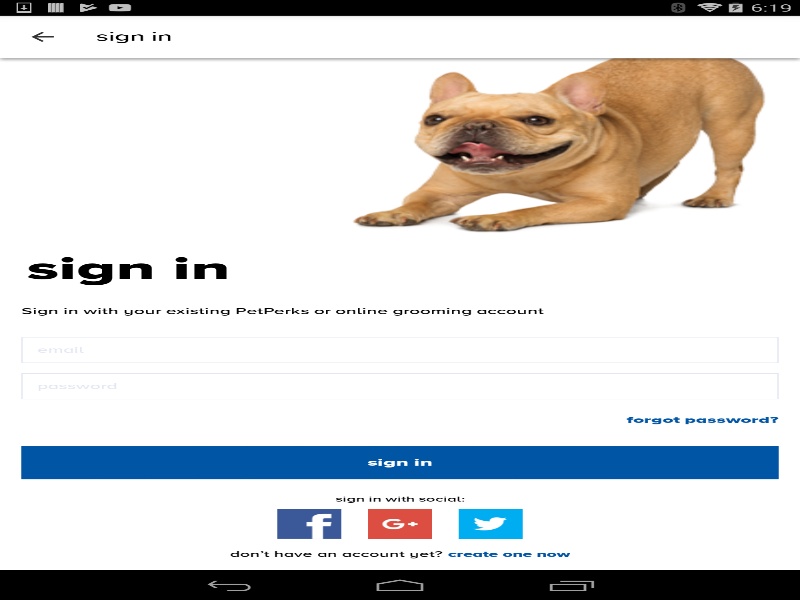 6:19
sign in
sign in
Sign in with your existing PetPerks or online grooming account
email
password
forgot password?
sign in
sign in with social:
f
G+
don't have an account yet? create one now